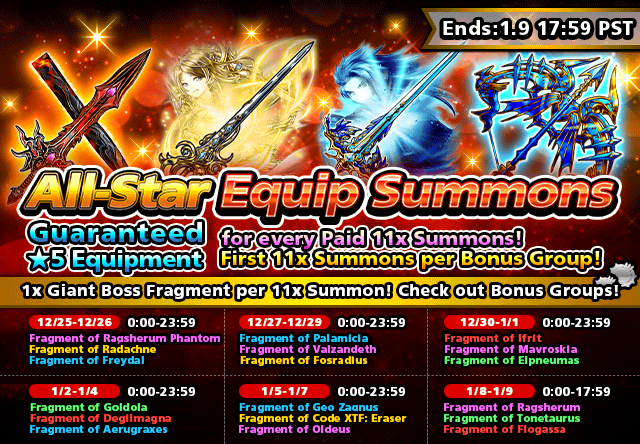 Ends:1.9 17:59 PST
All-Star Equip Summons
Guaranteed
★5 Equipment
for every Paid 11x Summons!
First 11x Summons per Bonus Group!
1x Giant Boss Fragment per 11x Summon! Check out Bonus Groups!
12/25-12/26 0:00-23:59
Fragment of Ragsherum Phantom
Fragment of Radachne
Fragment of Freydal
12/27-12/29 0:00-23:59
Fragment of Palamicia
Fragment of Valzandeth
Fragment of Cosradius
12/30-1/1 0:00-23:59
Fragment of Ifrit
Fragment of Mavroskia
Fragment of Elpneumas
1/2-1/4 0:00-23:59
Fragment of Goldola
Fragment of Degilmagna
Fragment of Aerugraxes
1/5-1/7 0:00-23:59
Fragment of Geo Zagnus
Fragment of Code XTF: Eraser
Fragment of Oldeus
1/8-1/9 0:00-17:59
Fragment of Ragsherum
Fragment of Tonetaurus
Fragment of Flogassa